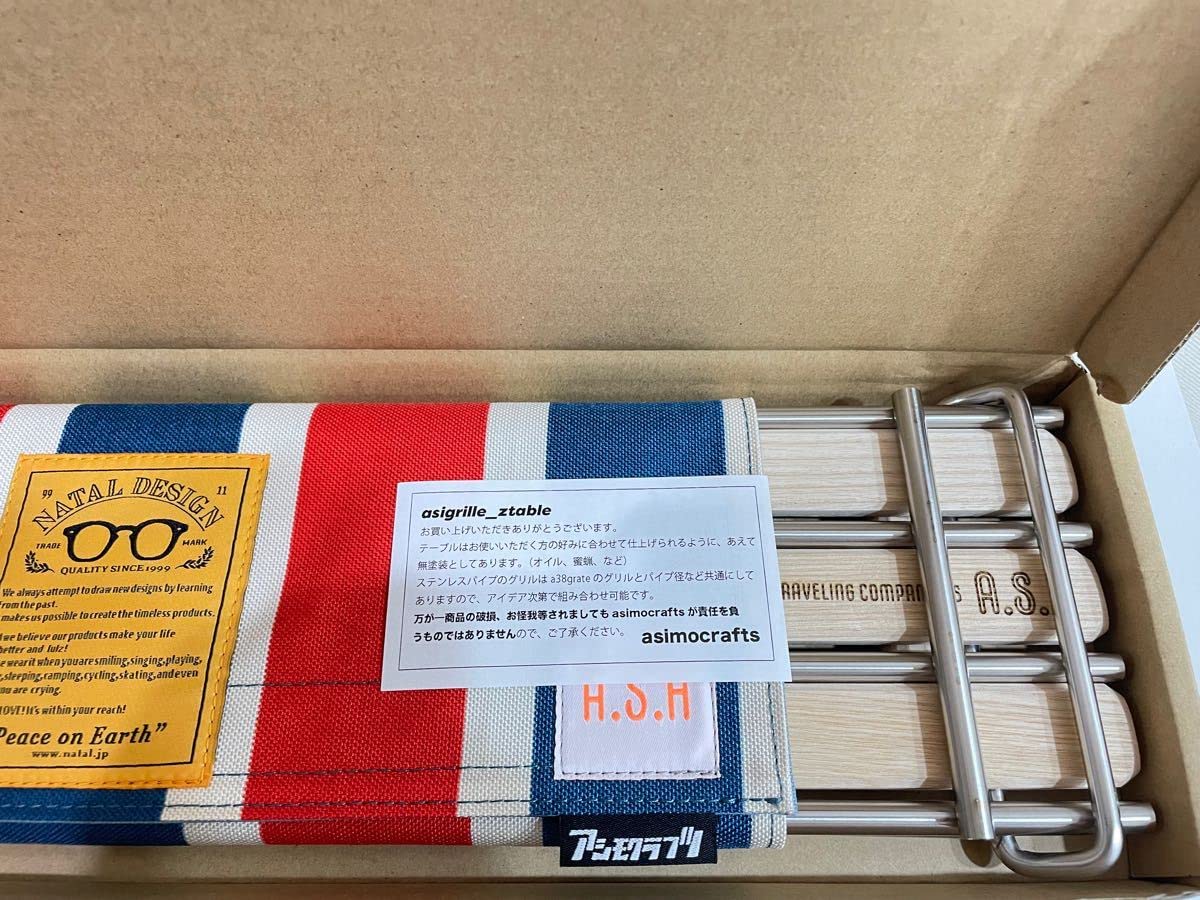 99 11
NATAL DESIGN
TRADE MARK
QUALITY SINCE 1999
We always attempt to draw new designs by learning
from the past.
makes us possible to create the timeless products.
we believe our products make your life
better and lulz!
wear it when you are smiling,singing,playing,
,sleeping,camping,cycling,skating,and even
you are crying.
LOVE! It's within your reach!
Peace on Earth”
www.natal.jp
asigrille_ztable
お買い上げいただきありがとうございます。
テーブルはお使いいただく方の好みに合わせて仕上げられるように、あえて
無塗装としてあります。（オイル、蜜蝋、など）
ステンレスパイプのグリルは a38grate のグリルとパイプ径など共通にして
ありますので、アイデア次第で組み合わせ可能です。
万が一商品の破損、お怪我等されましても asimocrafts が責任を負
うものではありませんので、ご了承ください。 asimocrafts
A.S.H
アシモクラフツ
RAVELING COMPAN S A.S.